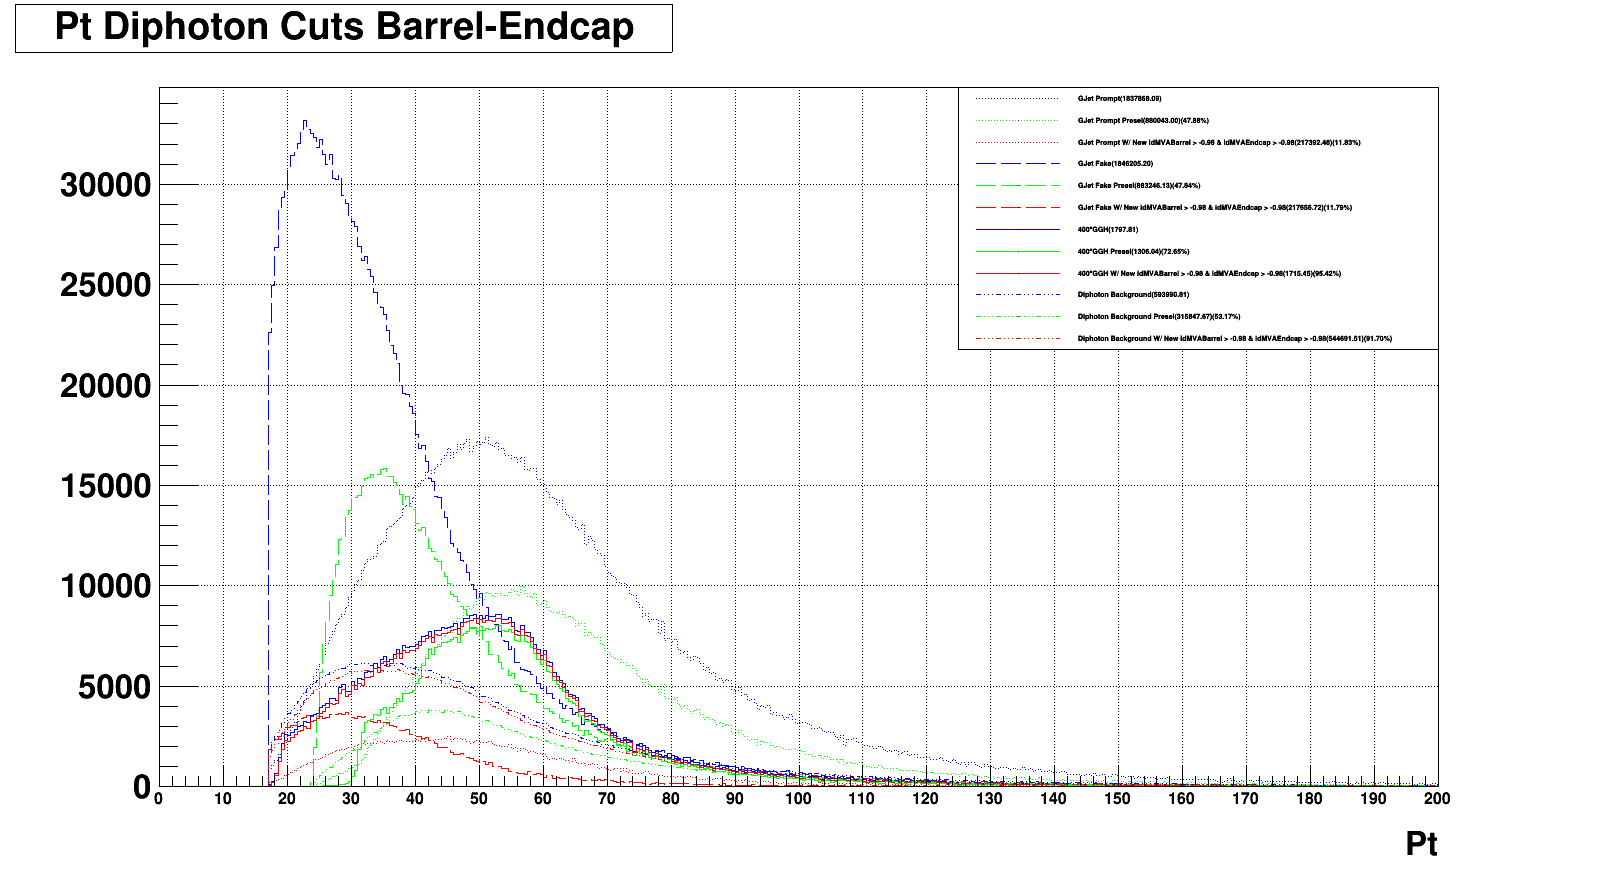 Pt Diphoton Cuts Barrel-Endcap
GJet Prompt(1837868.09)
GJet Prompt Presel(880043.00)(47.88%)
GJet Prompt W/ New IdMVABarrel > -0.98 & IdMVAEndcap > -0.98(217392.48)(11.83%)
GJet Fake(1846205.20)
GJet Fake Presel(883246.13)(47.84%)
GJet Fake W/ New IdMVABarrel > -0.98 & IdMVAEndcap > -0.98(217656.72)(11.79%)
400*GGH(1797.81)
400*GGH Presel(1306.04)(72.65%)
400*GGH W/ New IdMVABarrel > -0.98 & IdMVAEndcap > -0.98(1715.45)(95.42%)
Diphoton Background(593990.81)
Diphoton Background Presel(315847.67)(53.17%)
Diphoton Background W/ New IdMVABarrel > -0.98 & IdMVAEndcap > -0.98(544691.51)(91.70%)
30000
25000
20000
15000
10000
5000
0
0 10 20 30 40 50 60 70 80 90 100 110 120 130 140 150 160 170 180 190 200
Pt